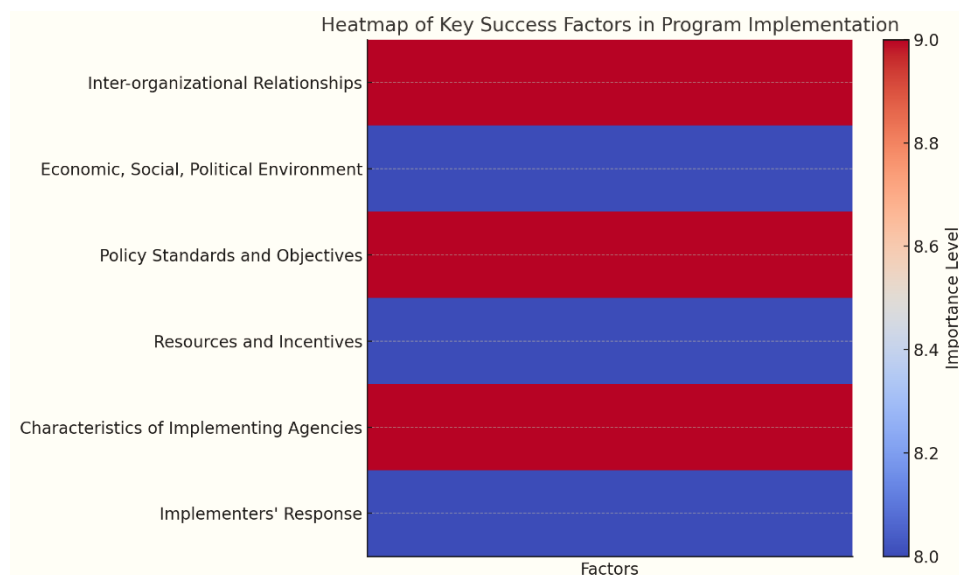 Heatmap of Key Success Factors in Program Implementation
Inter-organizational Relationships
Economic, Social, Political Environment
Policy Standards and Objectives
Resources and Incentives
Characteristics of Implementing Agencies
Implementers' Response
Factors
9.0
8.8
8.6
8.4
8.2
8.0
Importance Level